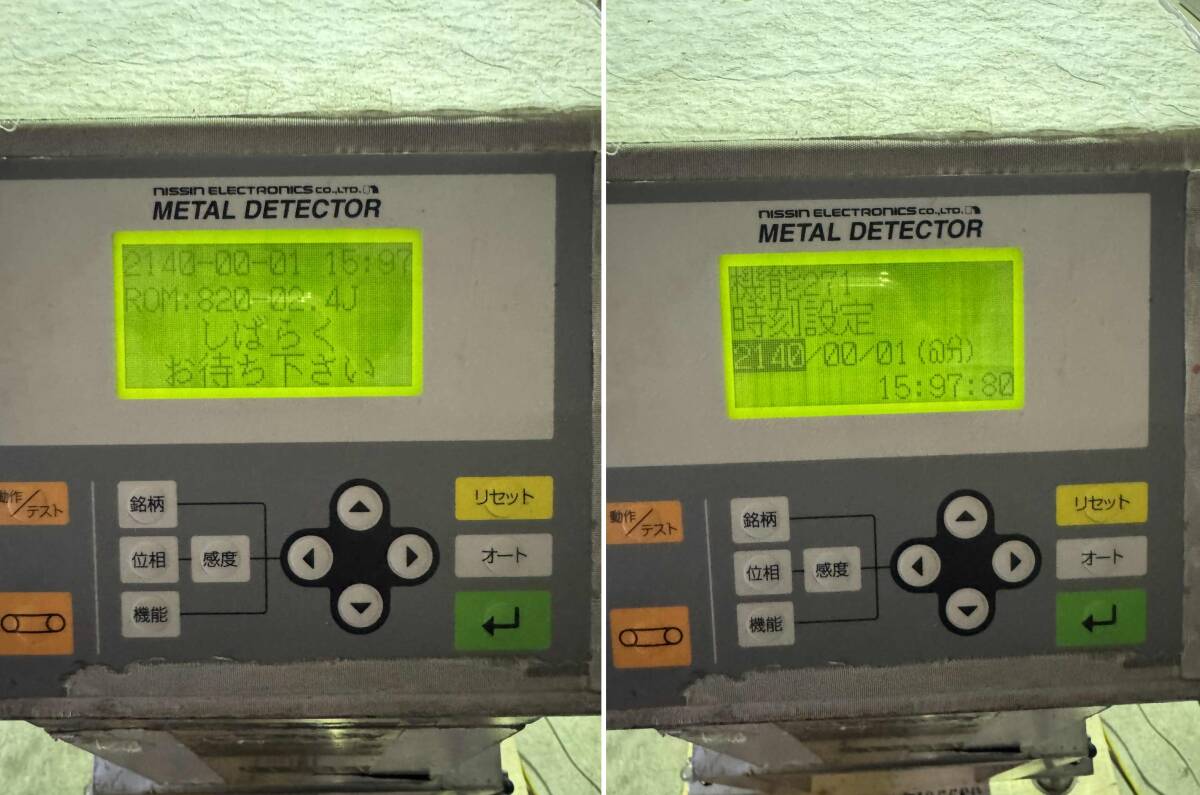 NISSIN ELECTRONICS CO.,LTD.
METAL DETECTOR
2140-00-01 15:97
ROM:820-02.4J
しばらく
お待ち下さい
動作/テスト
銘柄
位相
感度
機能
リセット
オート
NISSIN ELECTRONICS CO.,LTD.
METAL DETECTOR
機能271
時刻設定
2140/00/01
15:97:80
動作/テスト
銘柄
位相
感度
機能
リセット
オート